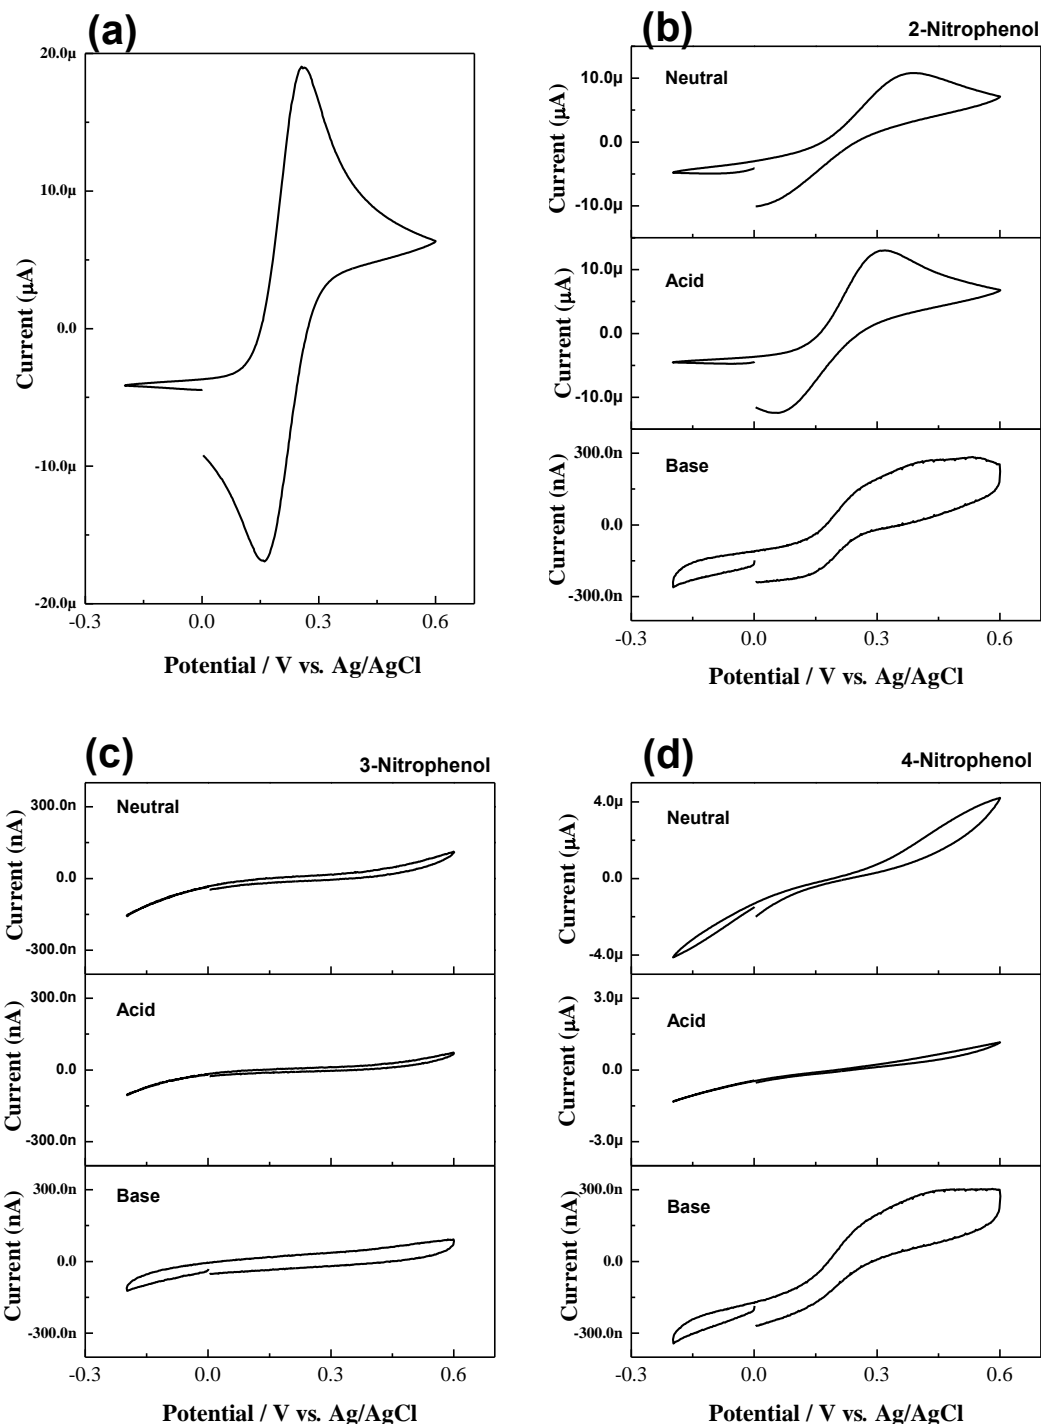 (a)
20.0µ
10.0µ
0.0
-10.0µ
-20.0µ
Current (µA)
-0.3 0.0 0.3 0.6
Potential / V vs. Ag/AgCl
(b)
2-Nitrophenol
Neutral
10.0µ
0.0
-10.0µ
Current (µA)
Acid
10.0µ
0.0
-10.0µ
Current (µA)
Base
300.0n
0.0
-300.0n
Current (nA)
-0.3 0.0 0.3 0.6
Potential / V vs. Ag/AgCl
(c)
3-Nitrophenol
Neutral
300.0n
0.0
-300.0n
Current (nA)
Acid
300.0n
0.0
-300.0n
Current (nA)
Base
300.0n
0.0
-300.0n
Current (nA)
-0.3 0.0 0.3 0.6
Potential / V vs. Ag/AgCl
(d)
4-Nitrophenol
Neutral
4.0µ
0.0
-4.0µ
Current (µA)
Acid
3.0µ
0.0
-3.0µ
Current (µA)
Base
300.0n
0.0
-300.0n
Current (nA)
-0.3 0.0 0.3 0.6
Potential / V vs. Ag/AgCl